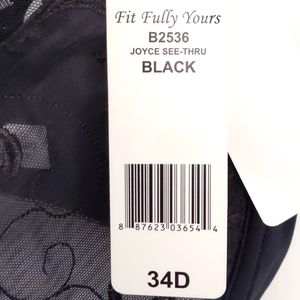 Fit Fully Yours
B2536
JOYCE SEE-THRU
BLACK
8 87623 03654 4
34D